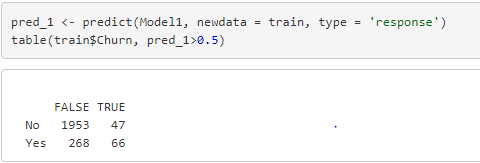 pred_1 <- predict(Model1, newdata = train, type = 'response')
table(train$Churn, pred_1>0.5)
FALSE TRUE
No 1953 47
Yes 268 66